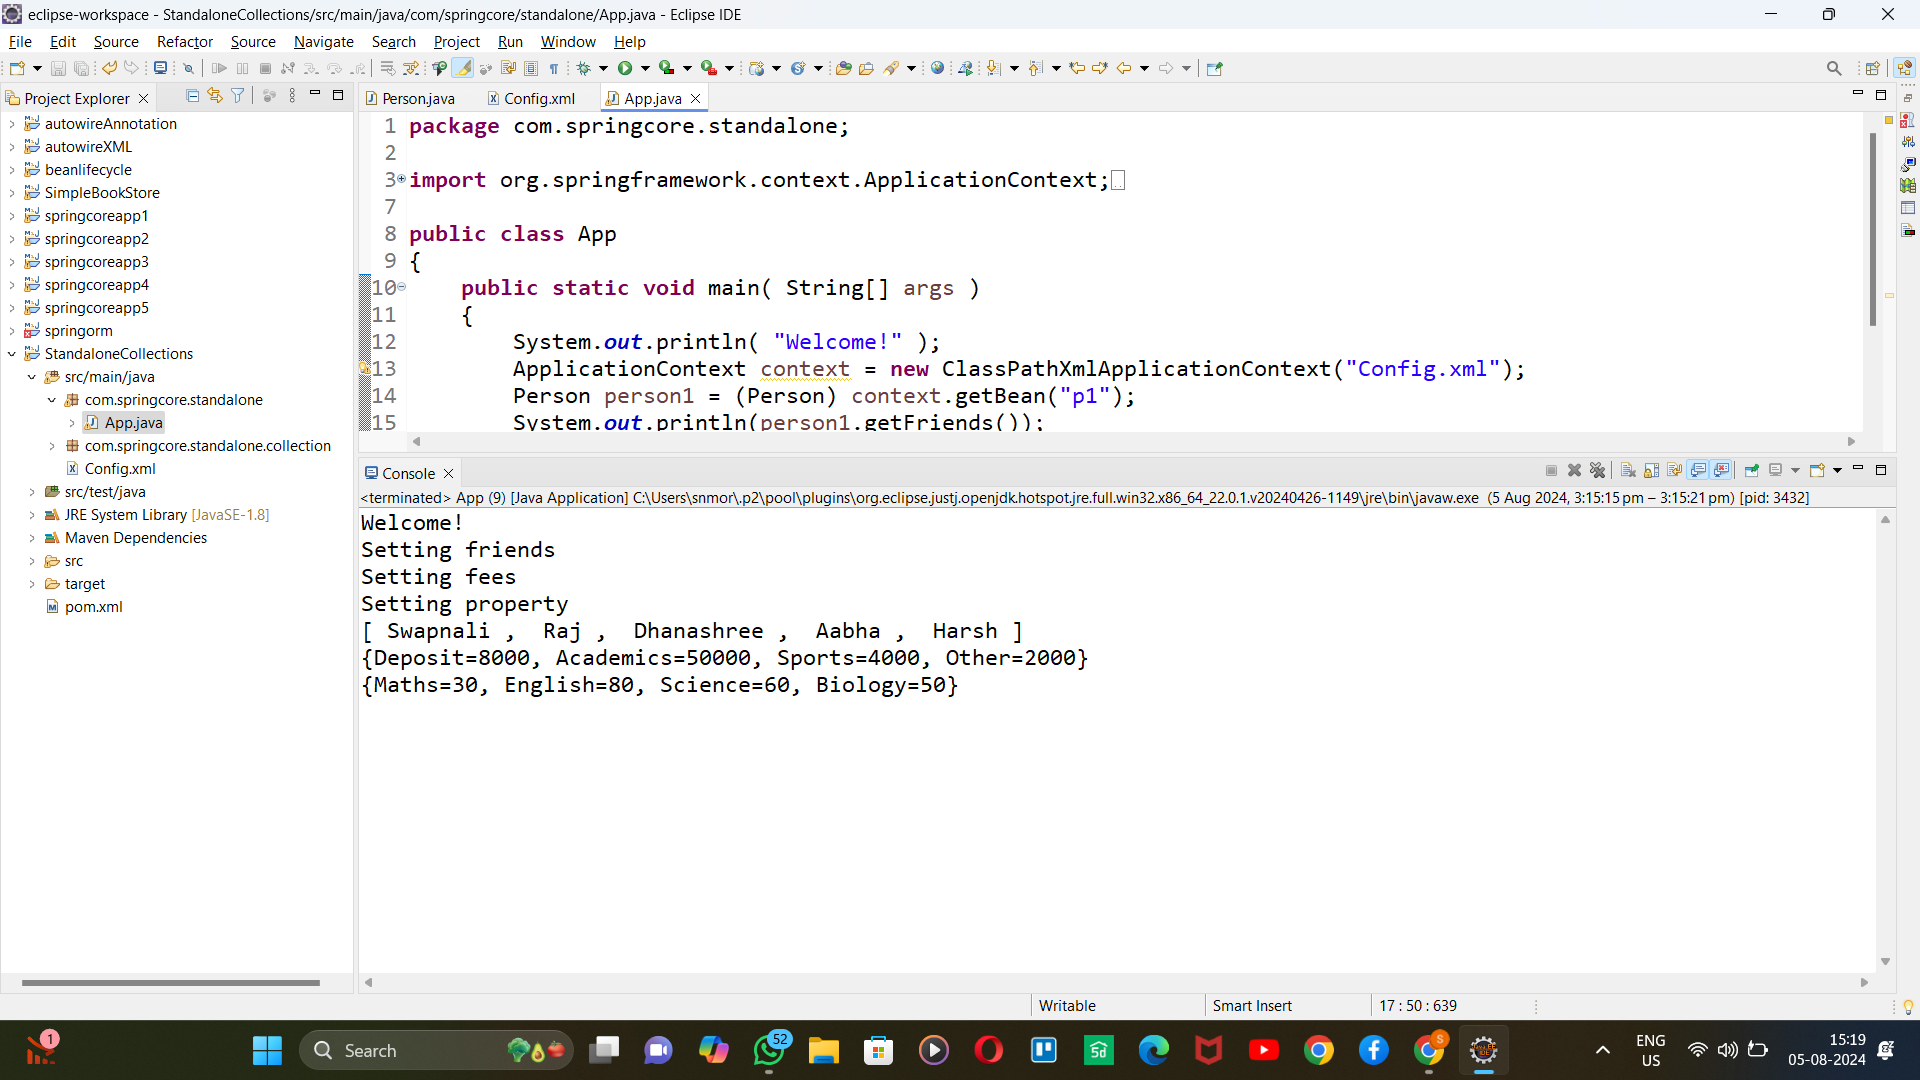 eclipse-workspace - StandaloneCollections/src/main/java/com/springcore/standalone/App.java - Eclipse IDE
File Edit Source Refactor Source Navigate Search Project Run Window Help
Project Explorer
autowireAnnotation
autowireXML
beanlifecycle
SimpleBookStore
springcoreapp1
springcoreapp2
springcoreapp3
springcoreapp4
springcoreapp5
springorm
StandaloneCollections
src/main/java
com.springcore.standalone
App.java
com.springcore.standalone.collection
Config.xml
src/test/java
JRE System Library [JavaSE-1.8]
Maven Dependencies
src
target
pom.xml
Person.java Config.xml App.java
1 package com.springcore.standalone;
2
3 import org.springframework.context.ApplicationContext;
7
8 public class App
9 {
10 public static void main( String[] args )
11 {
12 System.out.println( "Welcome!" );
13 ApplicationContext context = new ClassPathXmlApplicationContext("Config.xml");
14 Person person1 = (Person) context.getBean("p1");
15 System.out.println(person1.getFriends());
Console
<terminated> App (9) [Java Application] C:\Users\snmor\.p2\pool\plugins\org.eclipse.justj.openjdk.hotspot.jre.full.win32.x86_64_22.0.1.v20240426-1149\jre\bin\javaw.exe (5 Aug 2024, 3:15:15 pm – 3:15:21 pm) [pid: 3432]
Welcome!
Setting friends
Setting fees
Setting property
[ Swapnali ,  Raj ,  Dhanashree ,  Aabha ,  Harsh ]
{Deposit=8000, Academics=50000, Sports=4000, Other=2000}
{Maths=30, English=80, Science=60, Biology=50}
Writable Smart Insert 17 : 50 : 639
1
Search
52
S
ENG
US
15:19
05-08-2024